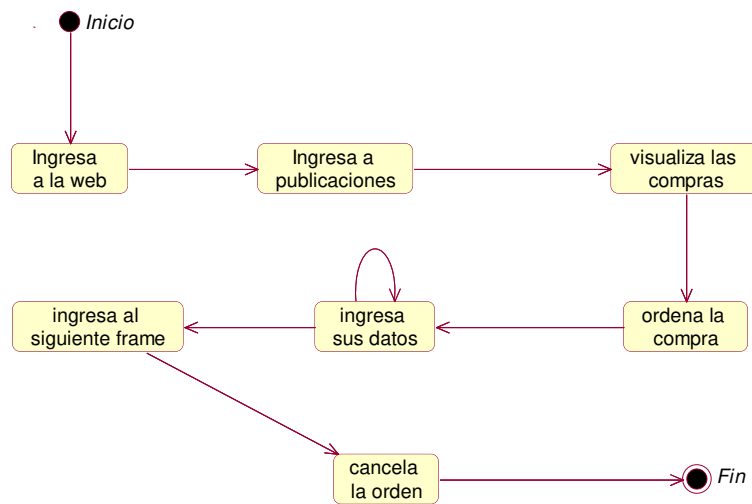 Inicio
Ingresa
a la web
Ingresa a
publicaciones
visualiza las
compras
ingresa al
siguiente frame
ingresa
sus datos
ordena la
compra
cancela
la orden
Fin